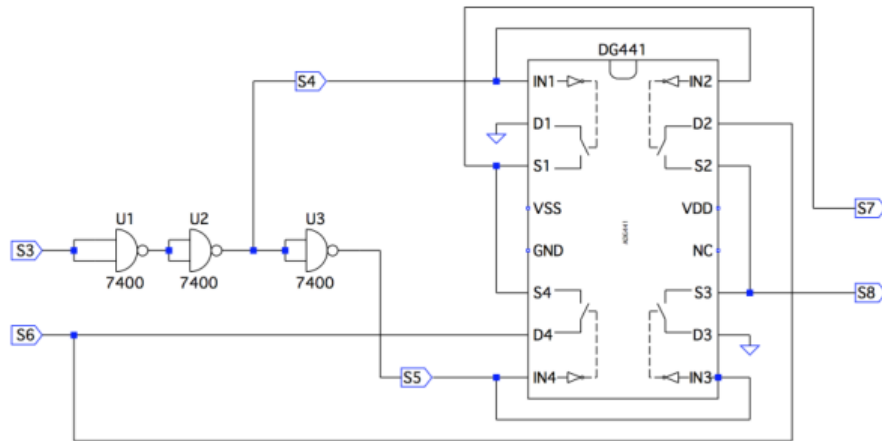 DG441
S4
IN1
IN2
D1
D2
S1
S2
S7
U1
U2
U3
VSS
VDD
ADG441
S3
GND
NC
7400
7400
7400
S4
S3
S8
S6
D4
D3
S5
IN4
IN3